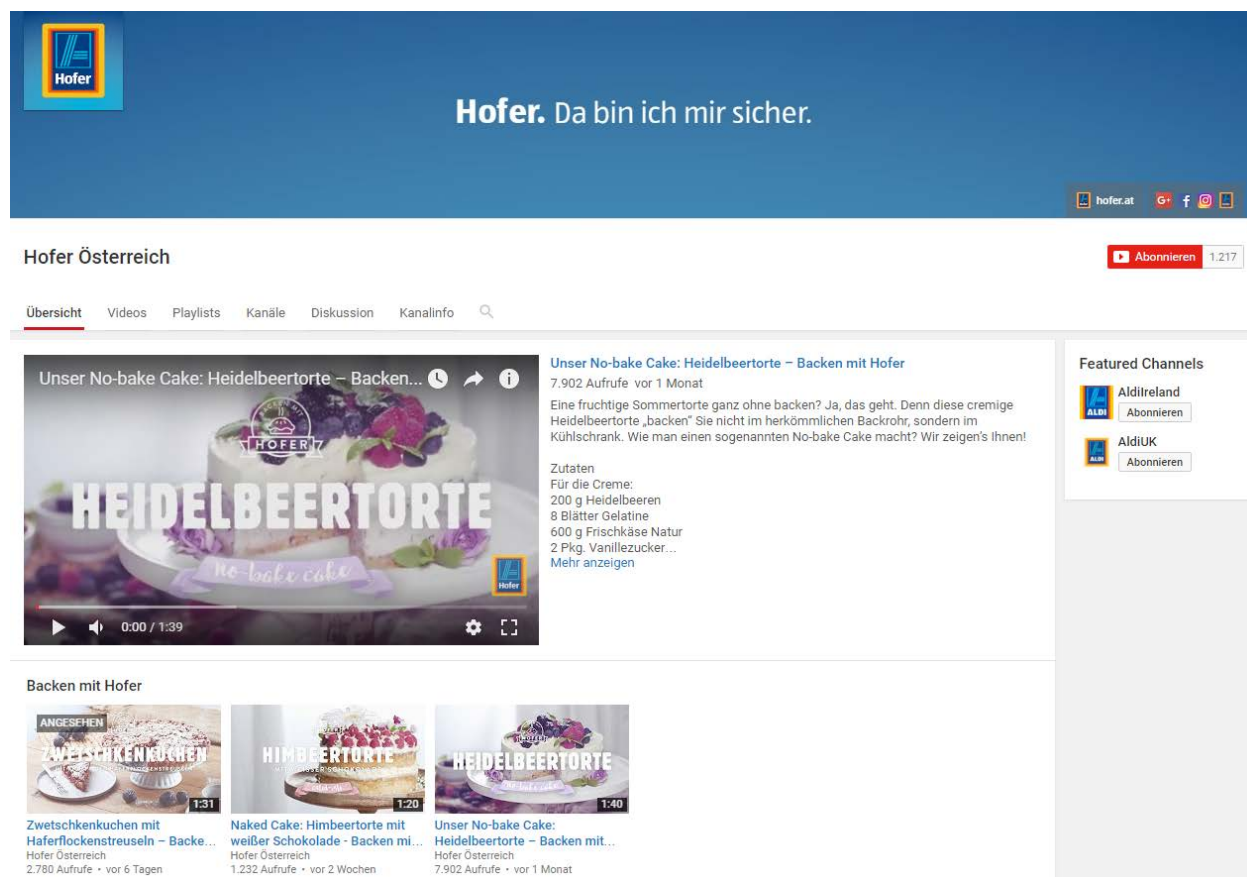 Hofer
Hofer. Da bin ich mir sicher.
hofer.at
Hofer Österreich
Abonnieren 1.217
Übersicht Videos Playlists Kanäle Diskussion Kanalinfo
Unser No-bake Cake: Heidelbeertorte – Backen...
BACKEN MIT
HOFER
HEIDELBEERTORTE
No-bake cake
Hofer
0:00 / 1:39
Unser No-bake Cake: Heidelbeertorte – Backen mit Hofer
7.902 Aufrufe vor 1 Monat
Eine fruchtige Sommertorte ganz ohne backen? Ja, das geht. Denn diese cremige
Heidelbeertorte „backen“ Sie nicht im herkömmlichen Backrohr, sondern im
Kühlschrank. Wie man einen sogenannten No-bake Cake macht? Wir zeigen's Ihnen!
Zutaten
Für die Creme:
200 g Heidelbeeren
8 Blätter Gelatine
600 g Frischkäse Natur
2 Pkg. Vanillezucker…
Mehr anzeigen
Featured Channels
ALDI
AldiIreland
Abonnieren
ALDI
AldiUK
Abonnieren
Backen mit Hofer
ANGESEHEN
ZWETSCHKENKUCHEN
1:31
Zwetschkenkuchen mit
Haferflockenstreuseln – Backe...
Hofer Österreich
2.780 Aufrufe • vor 6 Tagen
HIMBEERTORTE
1:20
Naked Cake: Himbeertorte mit
weißer Schokolade - Backen mi...
Hofer Österreich
1.232 Aufrufe • vor 2 Wochen
HEIDELBEERTORTE
1:40
Unser No-bake Cake:
Heidelbeertorte – Backen mit...
Hofer Österreich
7.902 Aufrufe • vor 1 Monat